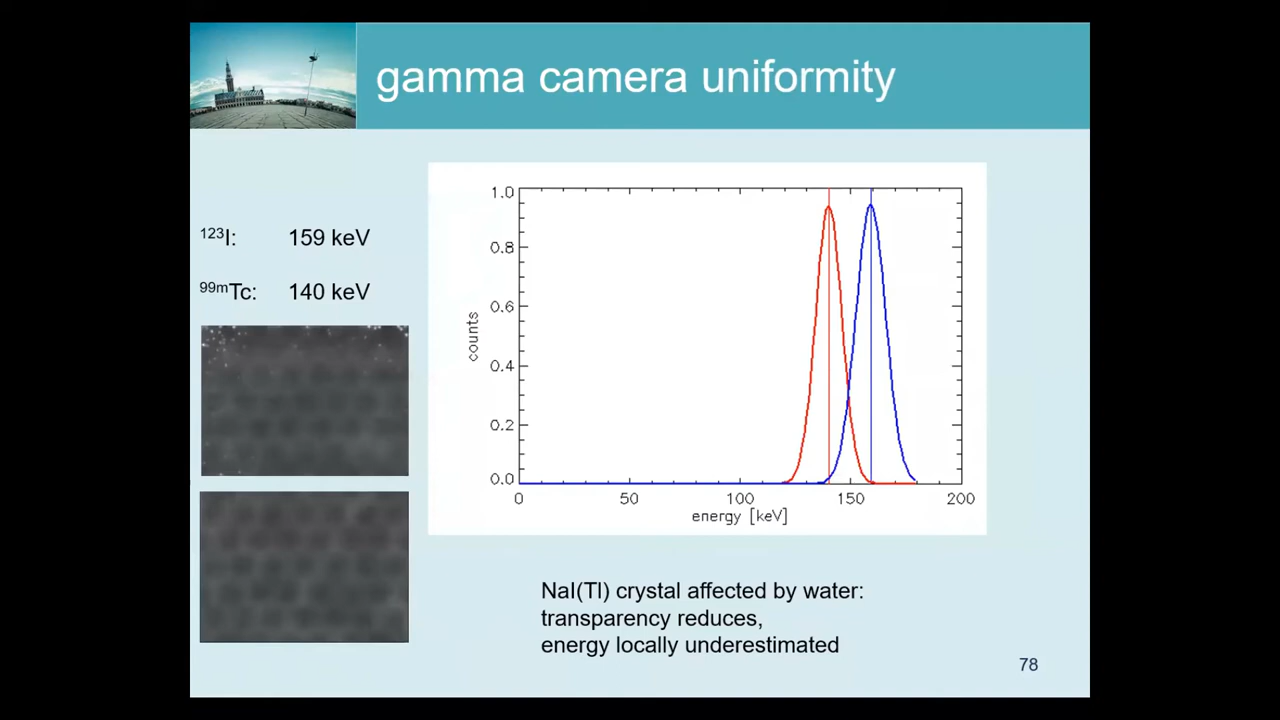 gamma camera uniformity
¹²³I: 159 keV
⁹⁹ᵐTc: 140 keV
1.0
0.8
0.6
0.4
0.2
0.0
counts
0 50 100 150 200
energy [keV]
NaI(Tl) crystal affected by water:
transparency reduces,
energy locally underestimated
78